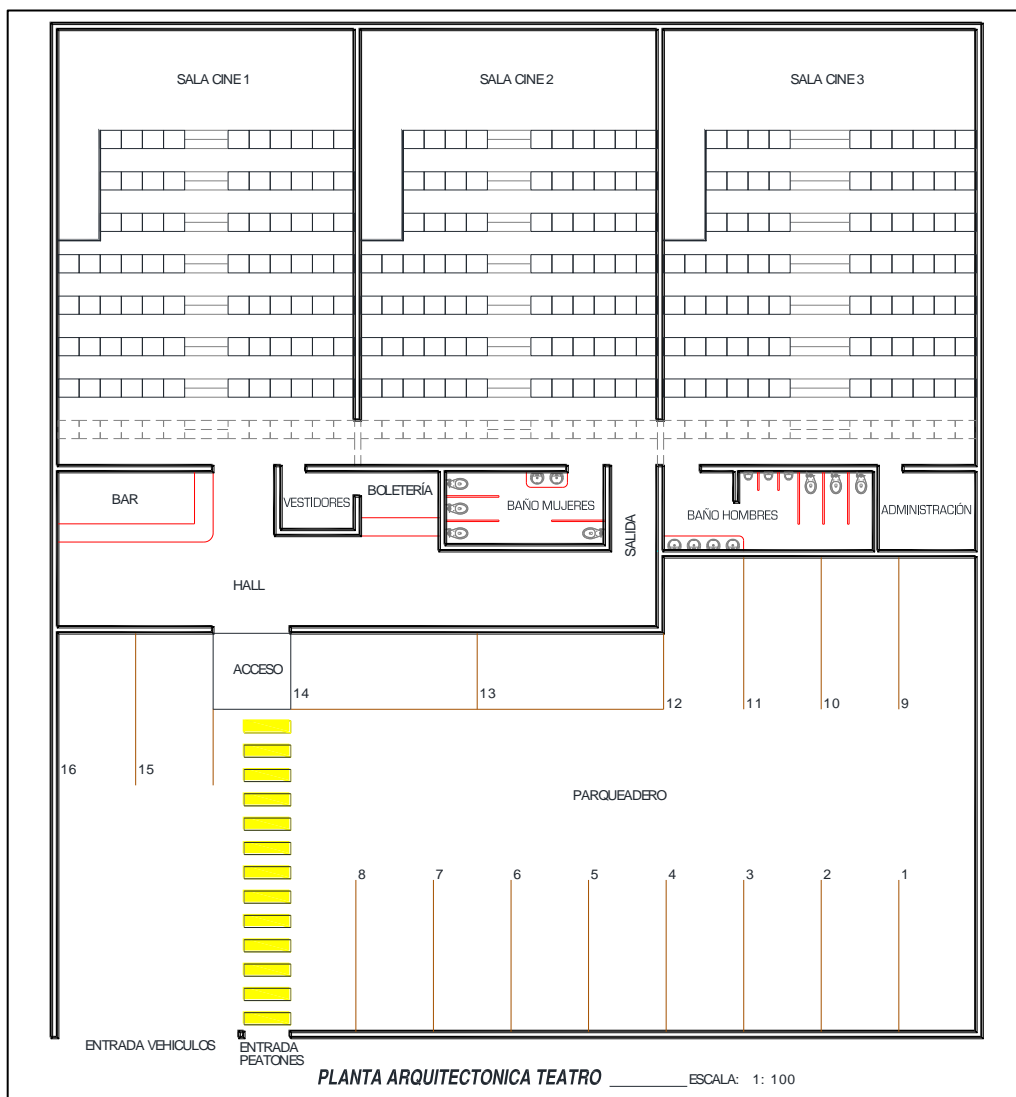 SALA CINE 1
SALA CINE 2
SALA CINE 3
BAR
VESTIDORES
BOLETERÍA
BAÑO MUJERES
SALIDA
BAÑO HOMBRES
ADMINISTRACIÓN
HALL
ACCESO
14
13
12
11
10
9
16
15
PARQUEADERO
8
7
6
5
4
3
2
1
ENTRADA VEHICULOS
ENTRADA
PEATONES
PLANTA ARQUITECTONICA TEATRO ________ ESCALA: 1: 100